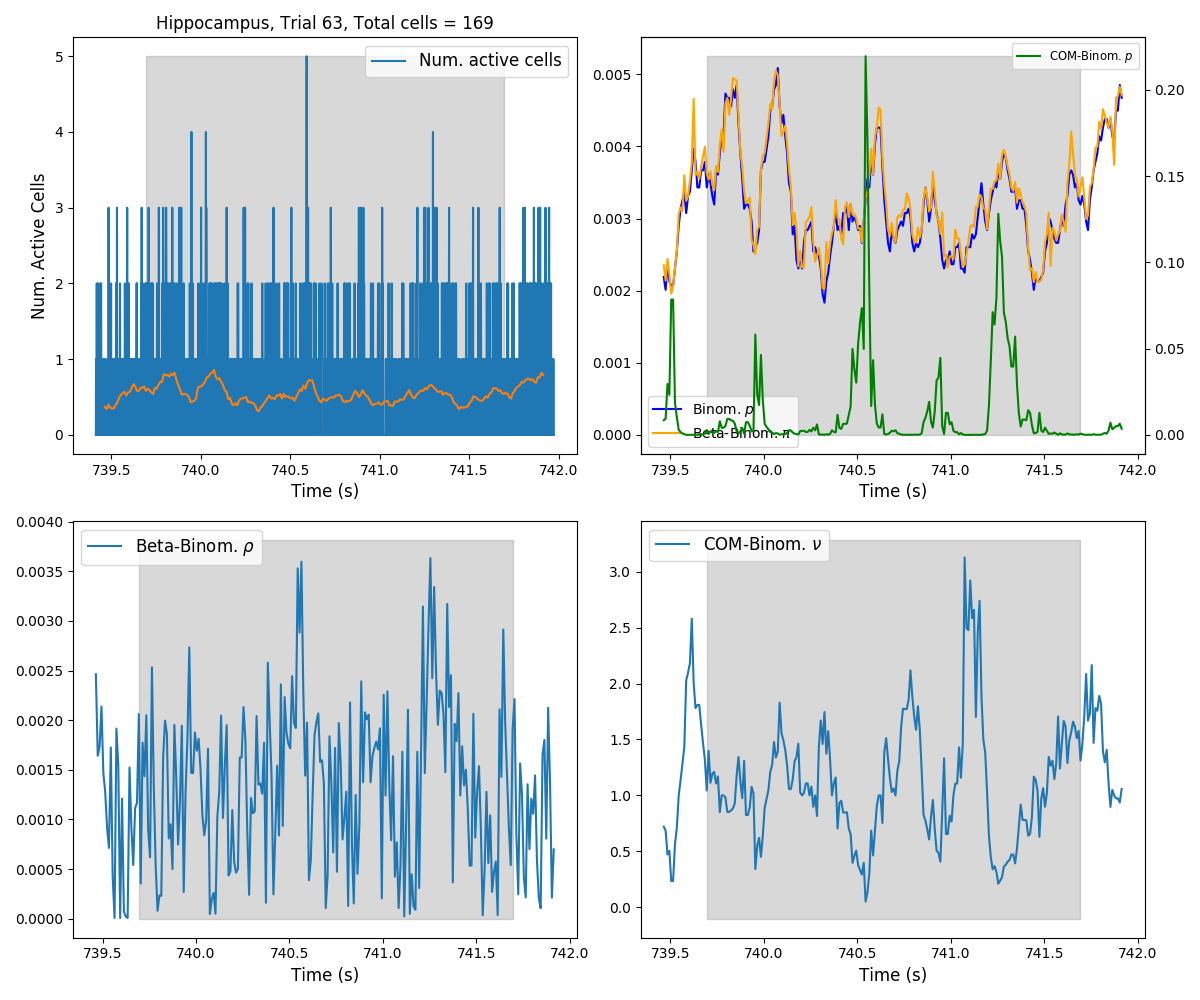 Hippocampus, Trial 63, Total cells = 169
Num. active cells
Num. Active Cells
5
4
3
2
1
0
739.5 740.0 740.5 741.0 741.5 742.0
Time (s)
COM-Binom. p
0.005
0.004
0.003
0.002
0.001
0.000
0.20
0.15
0.10
0.05
0.00
Binom. p
Beta-Binom. π
739.5 740.0 740.5 741.0 741.5 742.0
Time (s)
Beta-Binom. ρ
0.0040
0.0035
0.0030
0.0025
0.0020
0.0015
0.0010
0.0005
0.0000
739.5 740.0 740.5 741.0 741.5 742.0
Time (s)
COM-Binom. ν
3.0
2.5
2.0
1.5
1.0
0.5
0.0
739.5 740.0 740.5 741.0 741.5 742.0
Time (s)